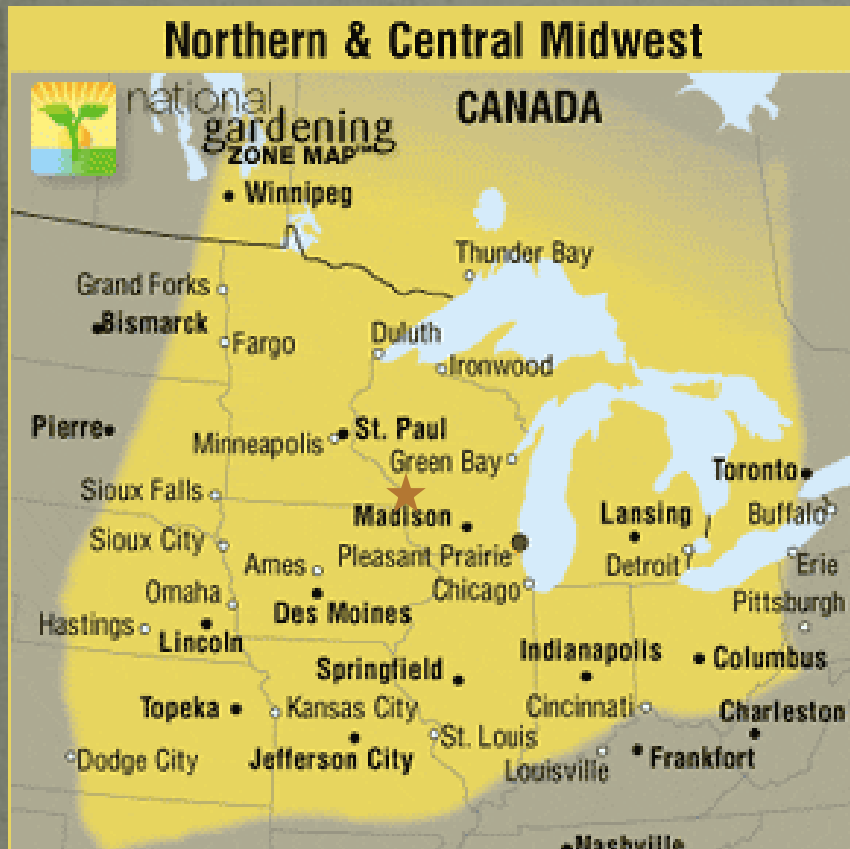 Northern & Central Midwest
national
gardening
ZONE MAP™
CANADA
Winnipeg
Thunder Bay
Grand Forks
Bismarck
Fargo
Duluth
Ironwood
Pierre
Minneapolis
St. Paul
Green Bay
Toronto
Sioux Falls
Madison
Lansing
Buffalo
Sioux City
Ames
Pleasant Prairie
Detroit
Erie
Omaha
Des Moines
Chicago
Pittsburgh
Hastings
Lincoln
Springfield
Indianapolis
Columbus
Topeka
Kansas City
Cincinnati
Charleston
Dodge City
Jefferson City
St. Louis
Louisville
Frankfort
Nashville